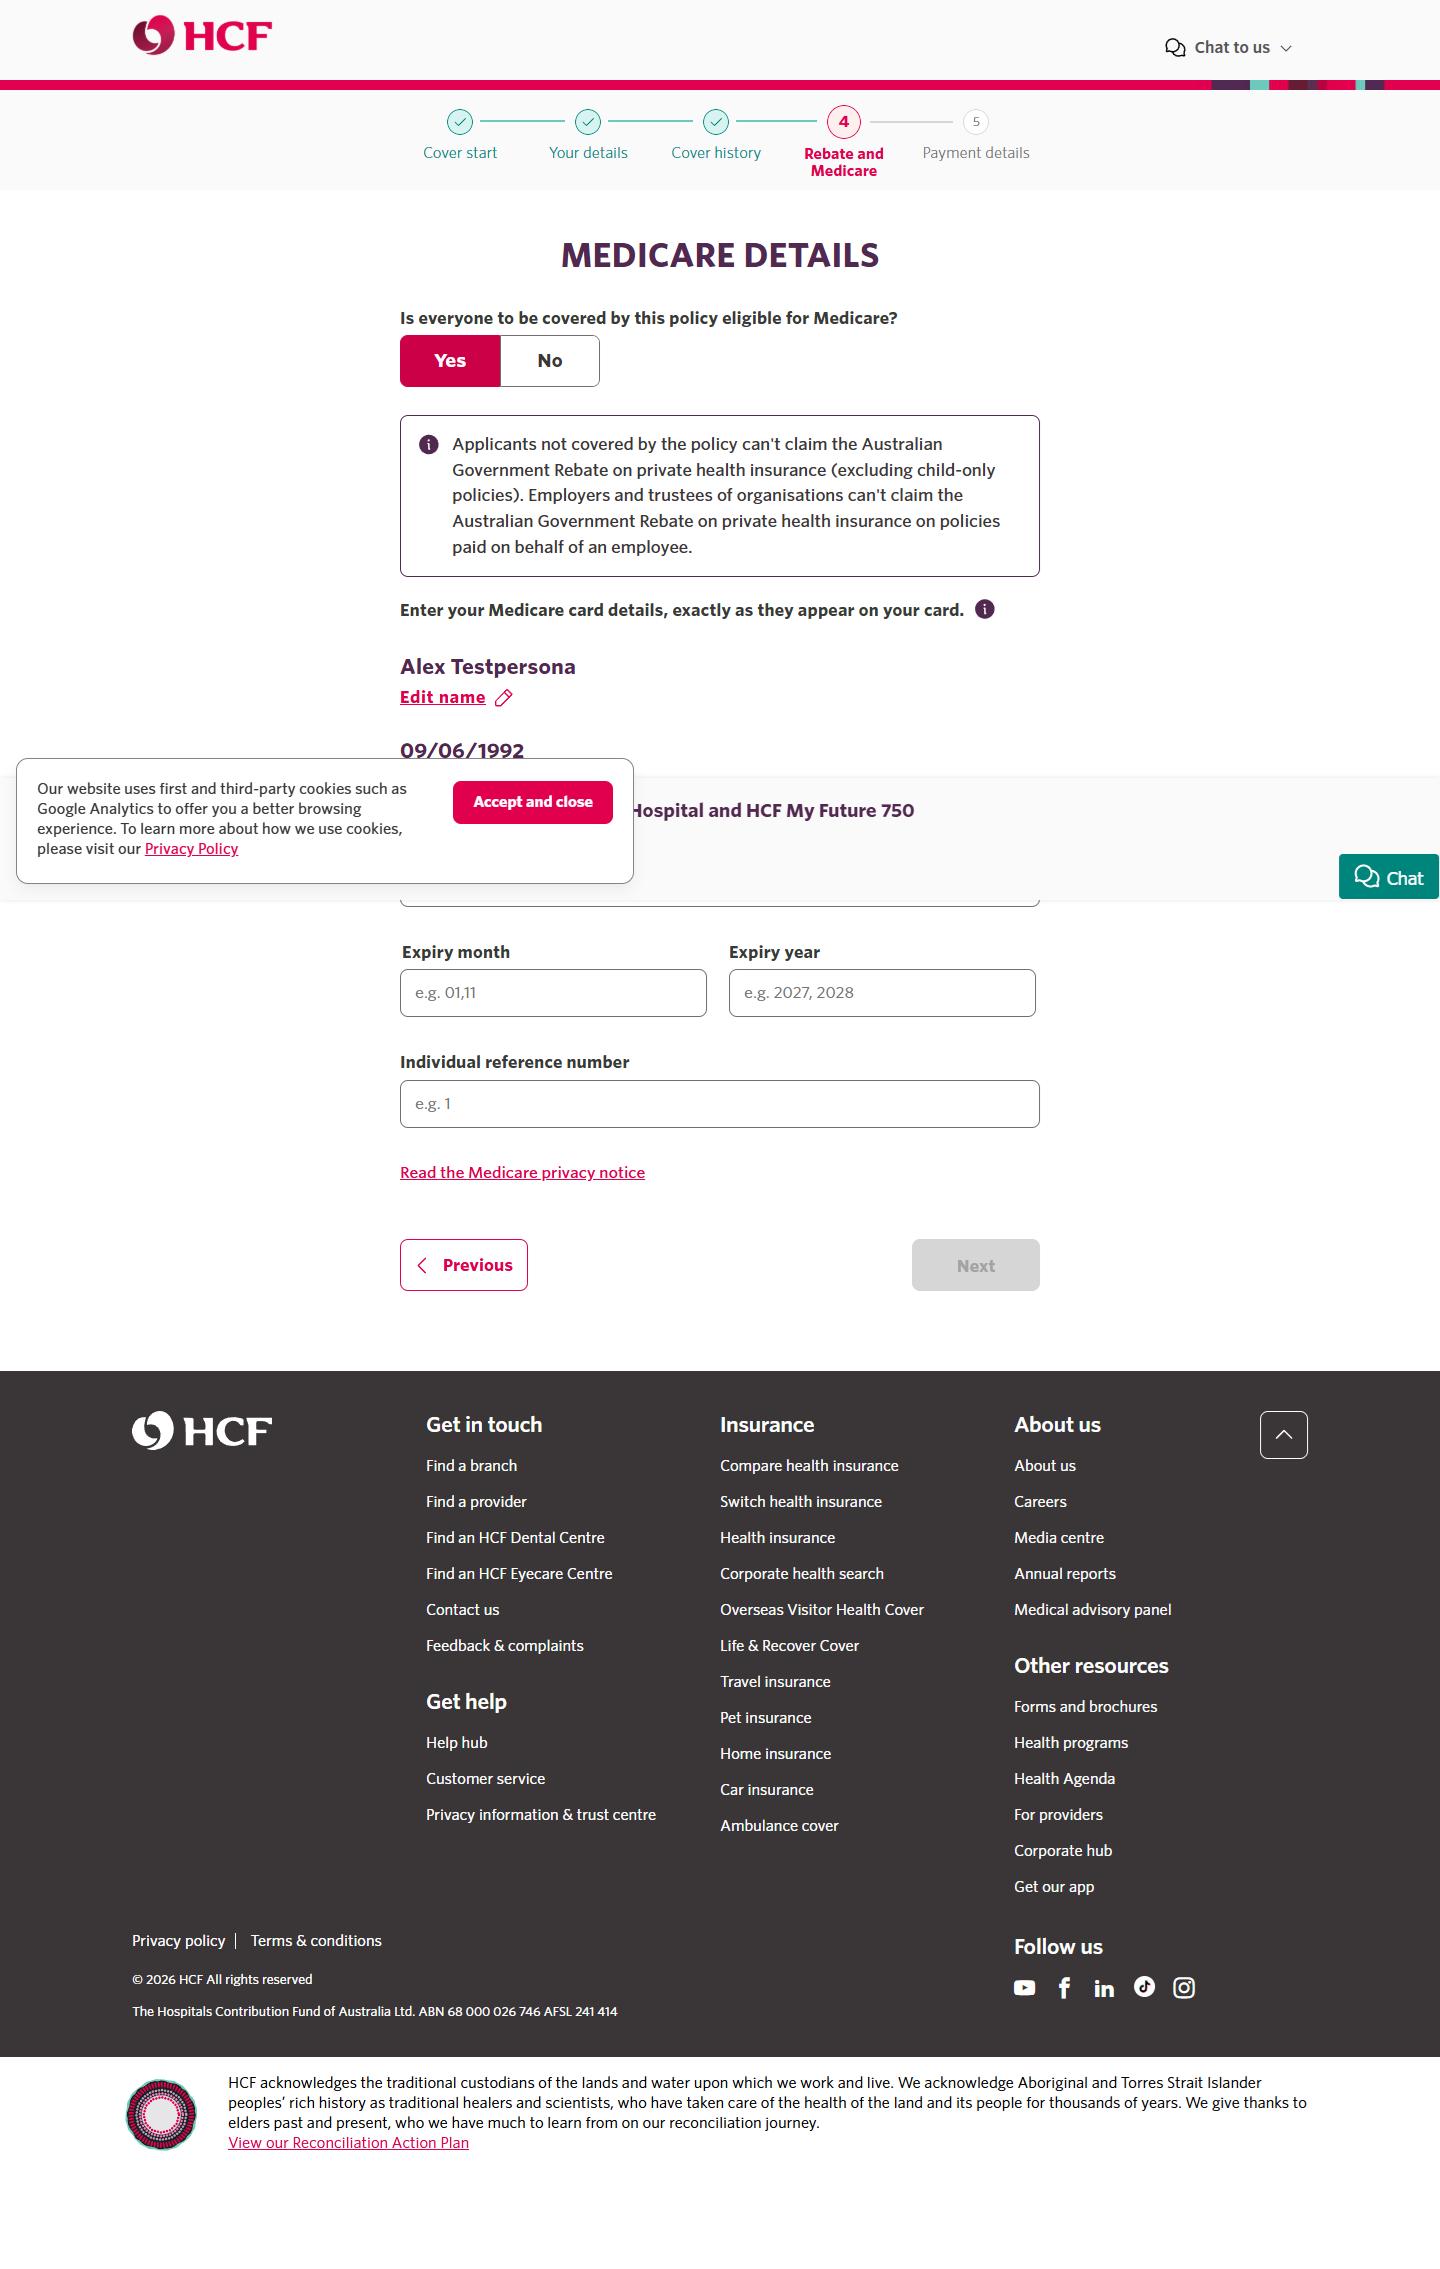 HCF
Chat to us
4
5
Cover start
Your details
Cover history
Rebate and
Medicare
Payment details
MEDICARE DETAILS
Is everyone to be covered by this policy eligible for Medicare?
Yes
No
Applicants not covered by the policy can't claim the Australian
Government Rebate on private health insurance (excluding child-only
policies). Employers and trustees of organisations can't claim the
Australian Government Rebate on private health insurance on policies
paid on behalf of an employee.
Enter your Medicare card details, exactly as they appear on your card.
Alex Testpersona
Edit name
09/06/1992
Our website uses first and third-party cookies such as
Google Analytics to offer you a better browsing
experience. To learn more about how we use cookies,
please visit our Privacy Policy
Accept and close
Hospital and HCF My Future 750
Chat
Expiry month
Expiry year
e.g. 01,11
e.g. 2027, 2028
Individual reference number
e.g. 1
Read the Medicare privacy notice
Previous
Next
HCF
Get in touch
Find a branch
Find a provider
Find an HCF Dental Centre
Find an HCF Eyecare Centre
Contact us
Feedback & complaints
Get help
Help hub
Customer service
Privacy information & trust centre
Insurance
Compare health insurance
Switch health insurance
Health insurance
Corporate health search
Overseas Visitor Health Cover
Life & Recover Cover
Travel insurance
Pet insurance
Home insurance
Car insurance
Ambulance cover
About us
About us
Careers
Media centre
Annual reports
Medical advisory panel
Other resources
Forms and brochures
Health programs
Health Agenda
For providers
Corporate hub
Get our app
Follow us
Privacy policy
Terms & conditions
© 2026 HCF All rights reserved
The Hospitals Contribution Fund of Australia Ltd. ABN 68 000 026 746 AFSL 241 414
HCF acknowledges the traditional custodians of the lands and water upon which we work and live. We acknowledge Aboriginal and Torres Strait Islander
peoples’ rich history as traditional healers and scientists, who have taken care of the health of the land and its people for thousands of years. We give thanks to
elders past and present, who we have much to learn from on our reconciliation journey.
View our Reconciliation Action Plan